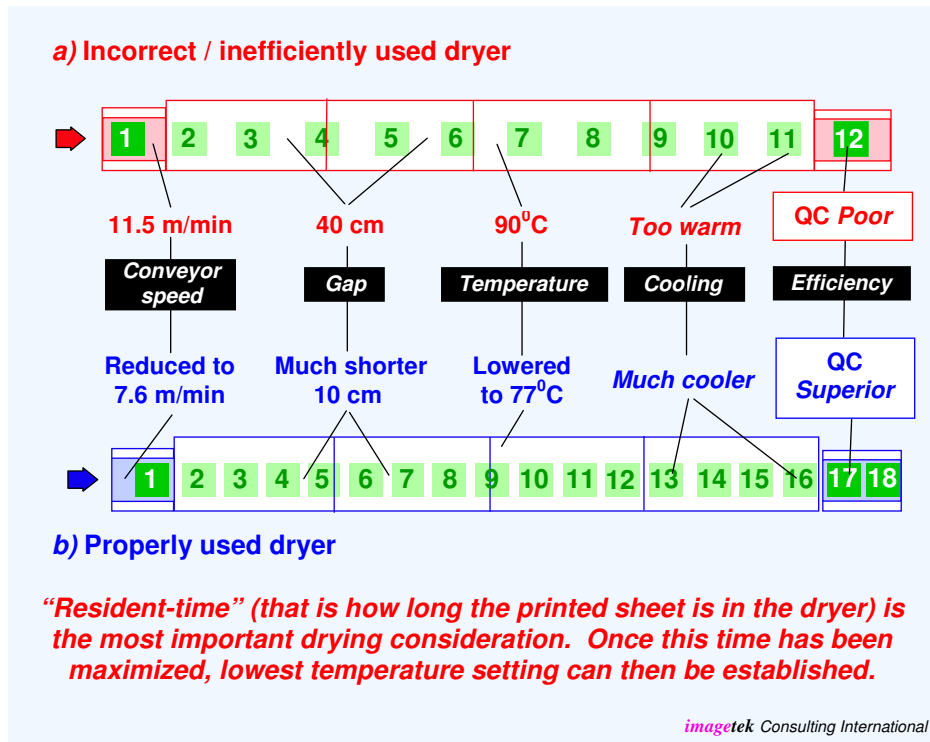 a) Incorrect / inefficiently used dryer
1 2 3 4 5 6 7 8 9 10 11 12
11.5 m/min 40 cm 90⁰C Too warm QC Poor
Conveyor speed Gap Temperature Cooling Efficiency
Reduced to Much shorter Lowered QC
7.6 m/min 10 cm to 77⁰C Much cooler Superior
1 2 3 4 5 6 7 8 9 10 11 12 13 14 15 16 17 18
b) Properly used dryer
“Resident-time” (that is how long the printed sheet is in the dryer) is
the most important drying consideration. Once this time has been
maximized, lowest temperature setting can then be established.
imagetek Consulting International